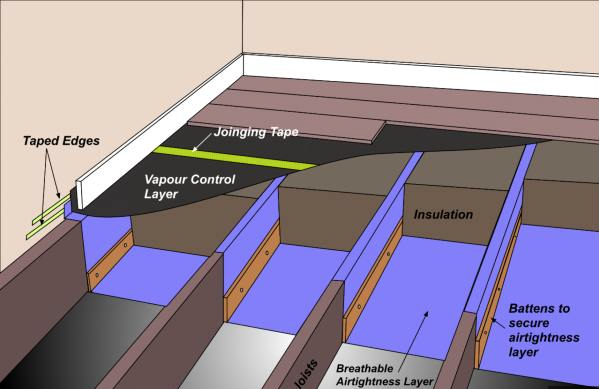 Taped Edges
Joinging Tape
Vapour Control
Layer
Insulation
Battens to
secure
airtightness
layer
Breathable
Airtightness Layer
Joists